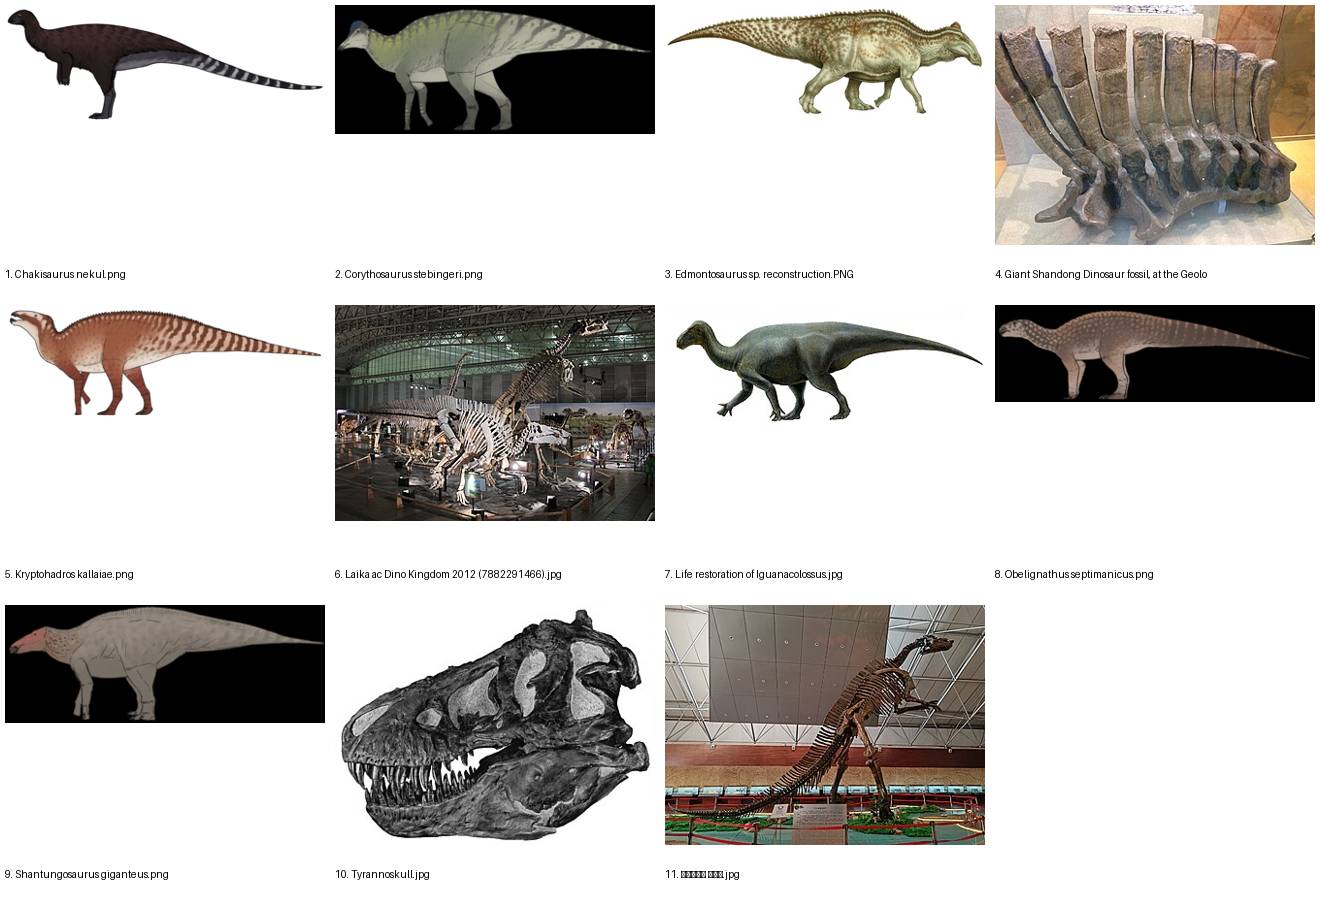 1. Chakisaurus nekul.png
2. Corythosaurus stebingeri.png
3. Edmontosaurus sp. reconstruction.PNG
4. Giant Shandong Dinosaur fossil, at the Geolo
5. Kryptohadros kallaiae.png
6. Laika ac Dino Kingdom 2012 (7882291466).jpg
7. Life restoration of Iguanacolossus.jpg
8. Obelignathus septimanicus.png
9. Shantungosaurus giganteus.png
10. Tyrannoskull.jpg
11. .jpg